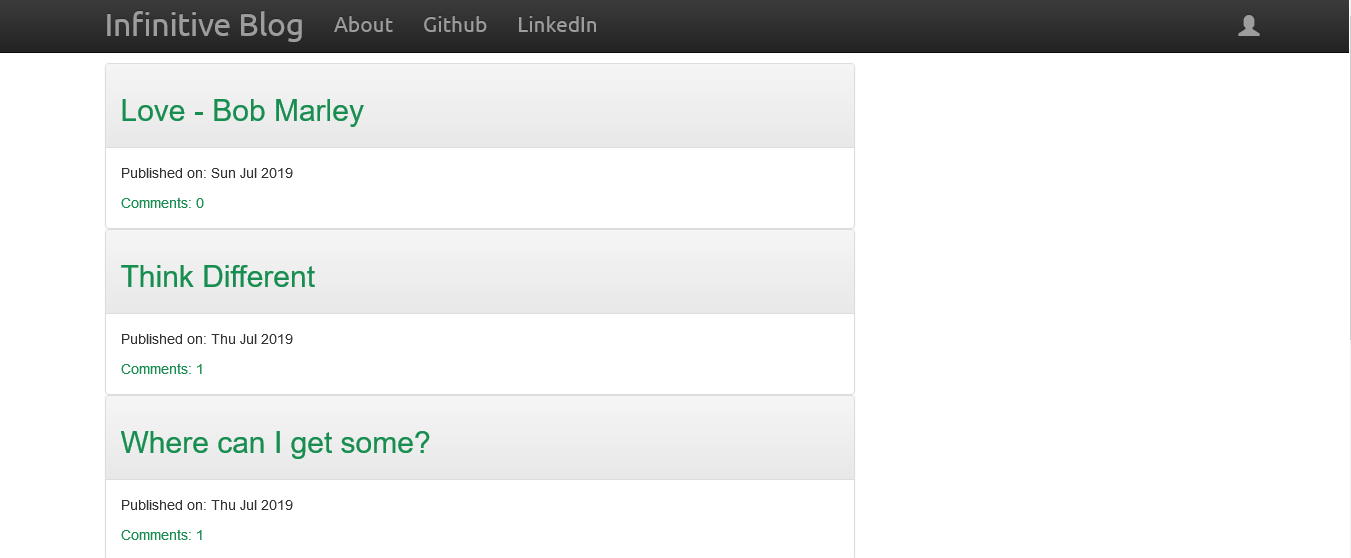 Infinitive Blog About Github LinkedIn
Love - Bob Marley
Published on: Sun Jul 2019
Comments: 0
Think Different
Published on: Thu Jul 2019
Comments: 1
Where can I get some?
Published on: Thu Jul 2019
Comments: 1